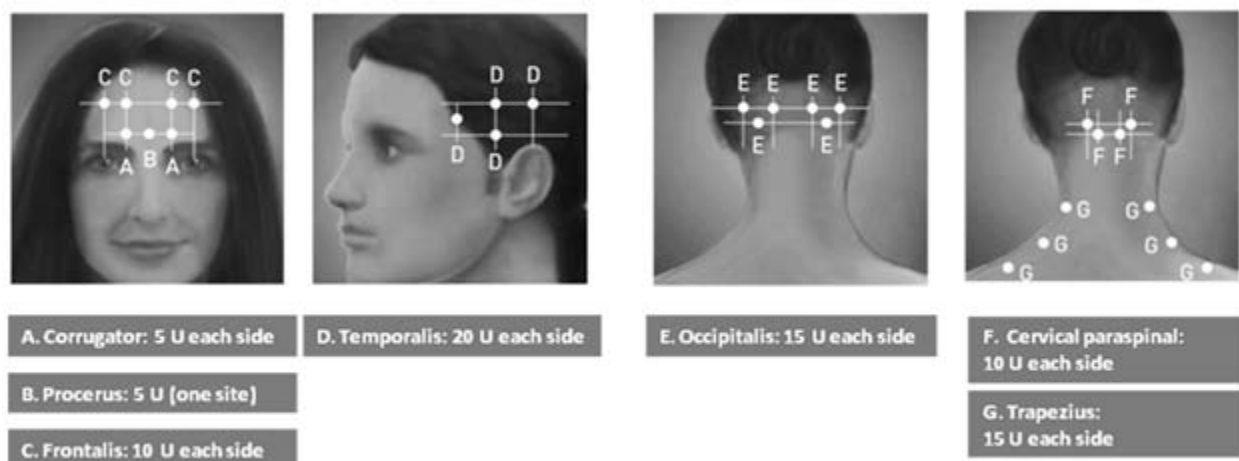 C C C C
A B A
D D
D D
E E E E
E E
F F
F F
G G
G G
G G
A. Corrugator: 5 U each side
D. Temporalis: 20 U each side
E. Occipitalis: 15 U each side
F. Cervical paraspinal:
10 U each side
B. Procerus: 5 U (one site)
G. Trapezius:
15 U each side
C. Frontalis: 10 U each side